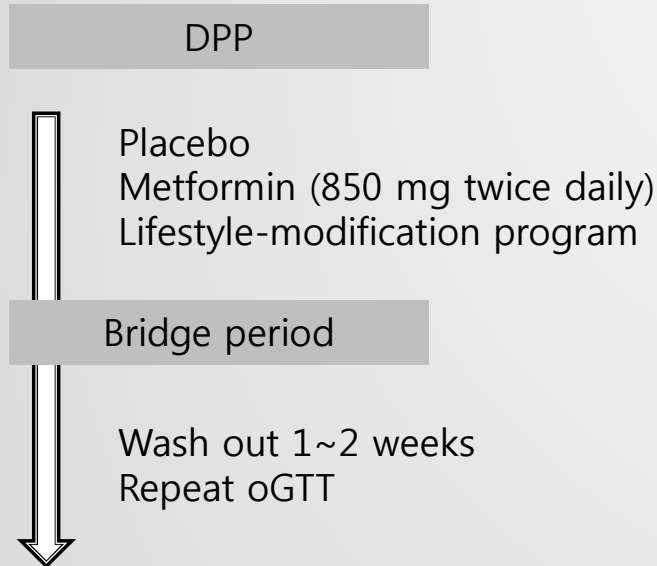 DPP
Placebo
Metformin (850 mg twice daily)
Lifestyle-modification program
Bridge period
Wash out 1~2 weeks
Repeat oGTT